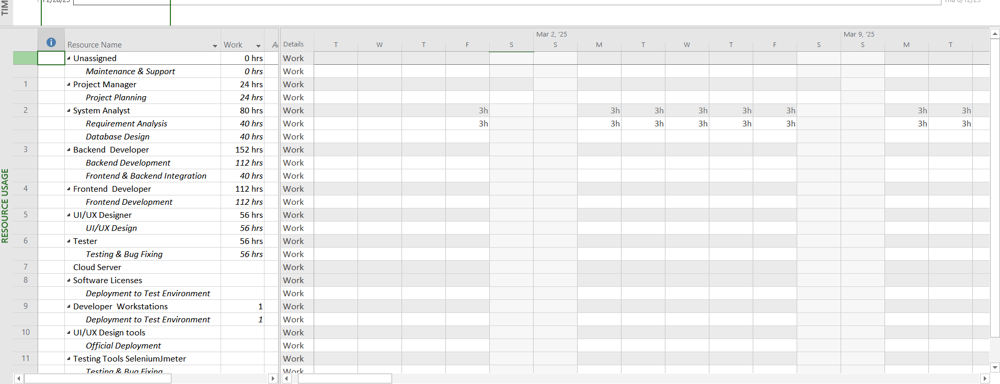 TIM
F2/28/25
Thu 6/12/25
RESOURCE USAGE
Mar 2, '25 Mar 9, '25
Resource Name Work Details T W T F S S M T W T F S S M T
Unassigned 0 hrs Work
Maintenance & Support 0 hrs Work
1 Project Manager 24 hrs Work
Project Planning 24 hrs Work
2 System Analyst 80 hrs Work 3h 3h 3h 3h 3h 3h 3h 3h
Requirement Analysis 40 hrs Work 3h 3h 3h 3h 3h 3h 3h 3h
Database Design 40 hrs Work
3 Backend Developer 152 hrs Work
Backend Development 112 hrs Work
Frontend & Backend Integration 40 hrs Work
4 Frontend Developer 112 hrs Work
Frontend Development 112 hrs Work
5 UI/UX Designer 56 hrs Work
UI/UX Design 56 hrs Work
6 Tester 56 hrs Work
Testing & Bug Fixing 56 hrs Work
7 Cloud Server Work
8 Software Licenses Work
Deployment to Test Environment Work
9 Developer Workstations 1 Work
Deployment to Test Environment 1 Work
10 UI/UX Design tools Work
Official Deployment Work
11 Testing Tools SeleniumJmeter Work
Testing & Bug Fixing Work